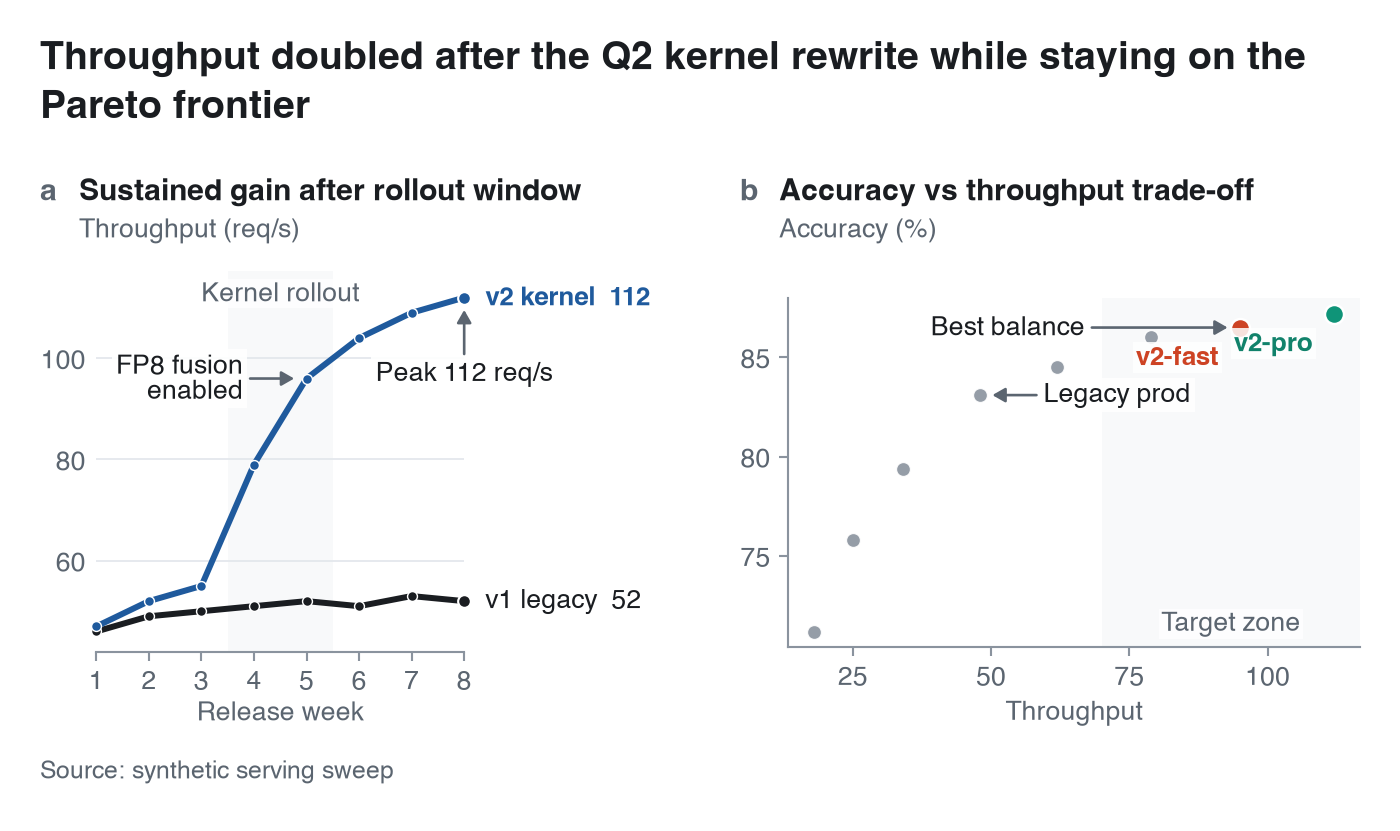 Throughput doubled after the Q2 kernel rewrite while staying on the
Pareto frontier
a Sustained gain after rollout window
Throughput (req/s)
Kernel rollout
v2 kernel 112
100
FP8 fusion
enabled
Peak 112 req/s
80
60
v1 legacy 52
1 2 3 4 5 6 7 8
Release week
b Accuracy vs throughput trade-off
Accuracy (%)
Best balance
v2-pro
v2-fast
85
Legacy prod
80
75
Target zone
25 50 75 100
Throughput
Source: synthetic serving sweep